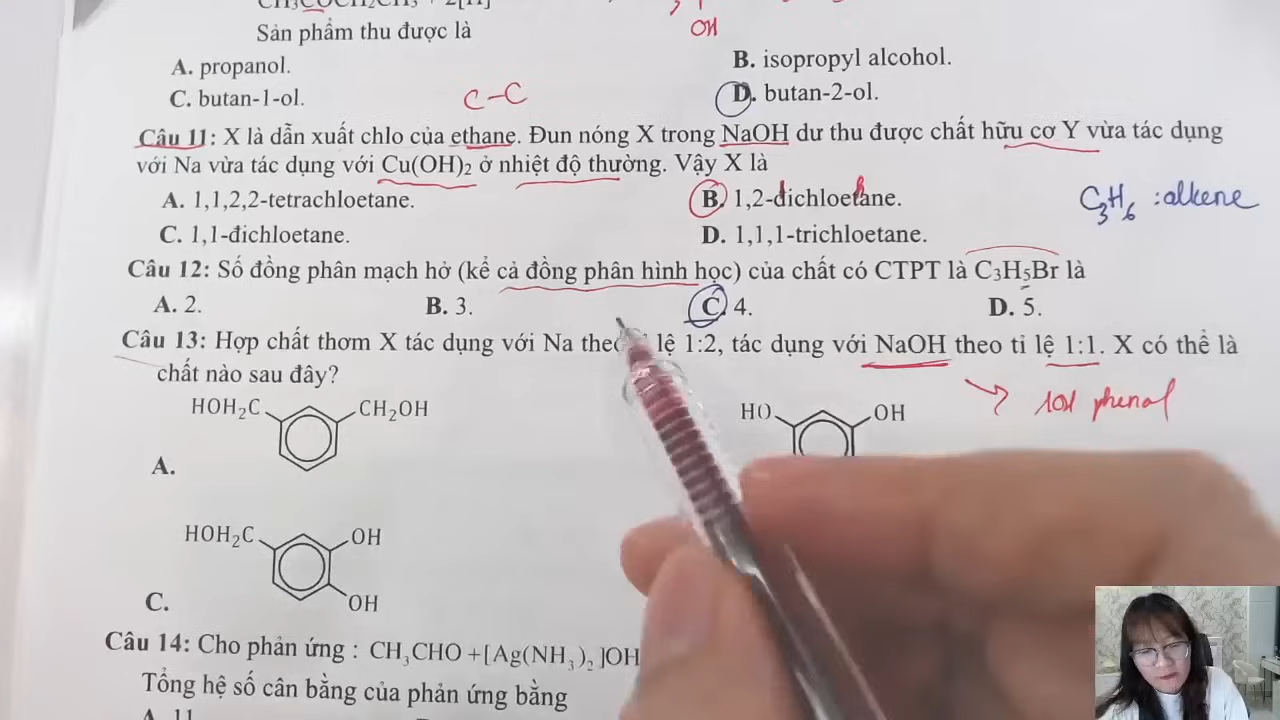 CH₃COCH₂CH₃ + 2[H]
OH
Sản phẩm thu được là
A. propanol. B. isopropyl alcohol.
C. butan-1-ol. C-C D. butan-2-ol.
Câu 11: X là dẫn xuất chlo của ethane. Đun nóng X trong NaOH dư thu được chất hữu cơ Y vừa tác dụng
với Na vừa tác dụng với Cu(OH)₂ ở nhiệt độ thường. Vậy X là
A. 1,1,2,2-tetrachloetane. B. 1,2-đichloetane. C₃H₆ : alkene
C. 1,1-đichloetane. D. 1,1,1-trichloetane.
Câu 12: Số đồng phân mạch hở (kể cả đồng phân hình học) của chất có CTPT là C₃H₅Br là
A. 2. B. 3. C. 4. D. 5.
Câu 13: Hợp chất thơm X tác dụng với Na lệ 1:2, tác dụng với NaOH theo tỉ lệ 1:1. X có thể là
chất nào sau đây? phenol
HOH₂C CH₂OH HO OH
A.
HOH₂C OH
C. OH
Câu 14: Cho phản ứng : CH₃CHO + [Ag(NH₃)₂]OH
Tổng hệ số cân bằng của phản ứng bằng
A. 11